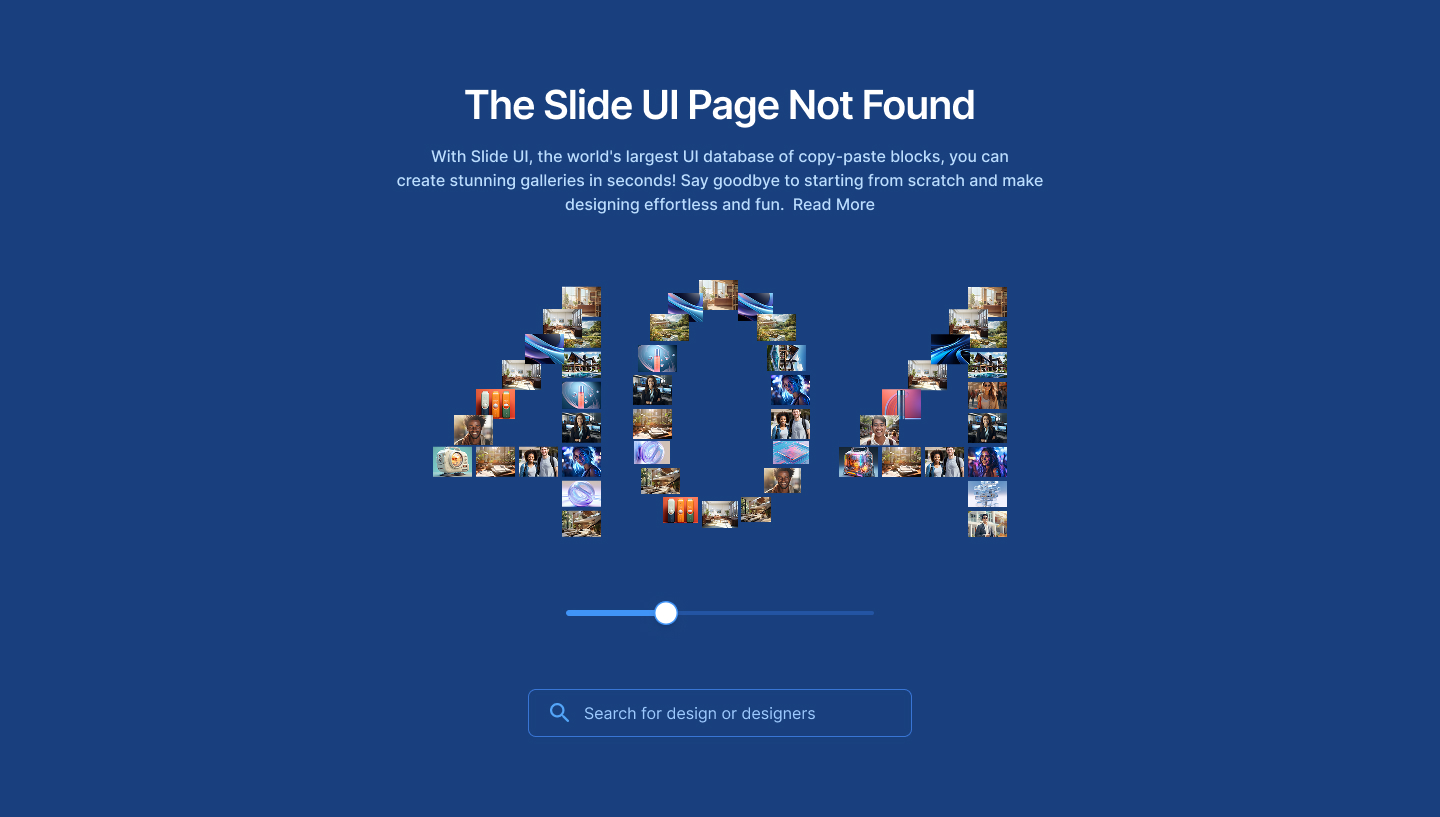 The Slide UI Page Not Found
With Slide UI, the world's largest UI database of copy-paste blocks, you can
create stunning galleries in seconds! Say goodbye to starting from scratch and make
designing effortless and fun.  Read More
404
Search for design or designers